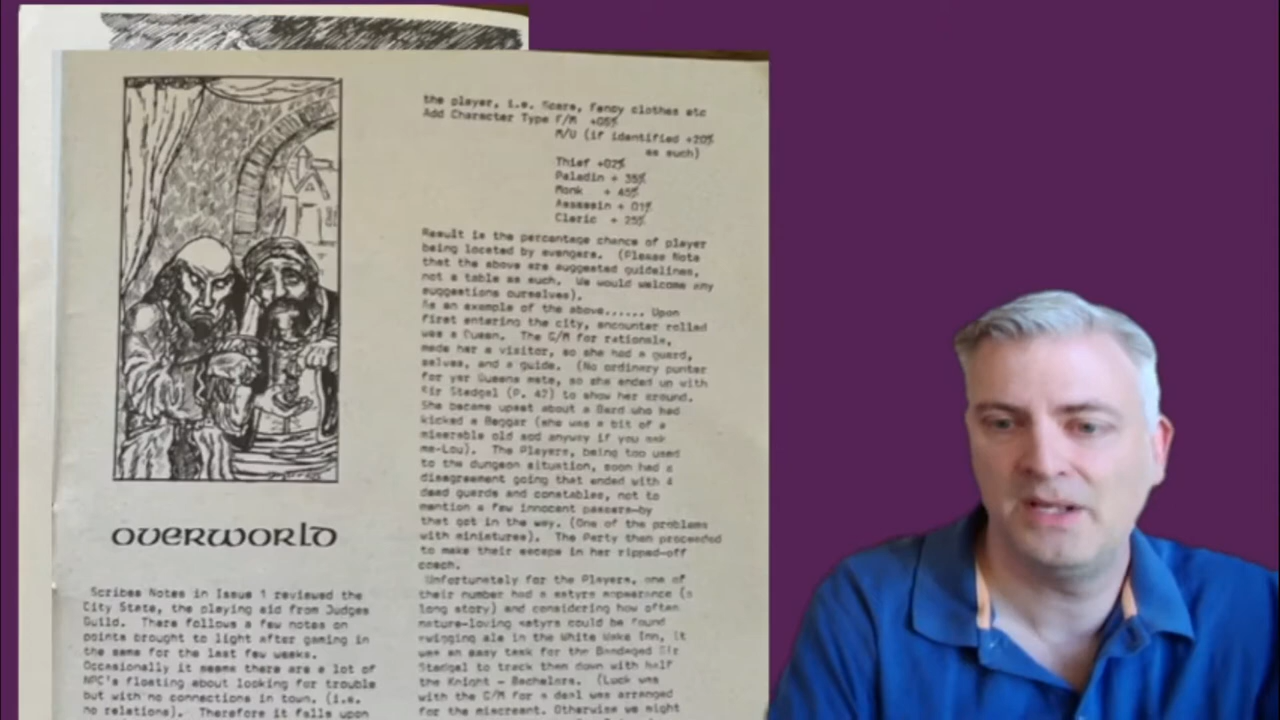 OVERWORLD
Scribes Notes in Issue 1 reviewed the
City State, the playing aid from Judges
Guild. There follows a few notes on
points brought to light after gaming in
the same for the last few weeks.
Occasionally it seems there are a lot of
NPC's floating about looking for trouble
but with no connections in town. (i.e.
no relations). Therefore it falls upon
the player, i.e. Scars, fancy clothes etc
Add Character Type F/M +05%
M/U (if identified +20%
as such)
Thief +02%
Paladin + 35%
Monk + 45%
Assassin + 01%
Cleric + 25%
Result is the percentage chance of player
being located by avengers. (Please Note
that the above are suggested guidelines,
not a table as such. We would welcome any
suggestions ourselves).
As an example of the above...... Upon
first entering the city, encounter rolled
was a Queen. The G/M for rationale,
made her a visitor, so she had a guard,
and a guide. (No ordinary punter
for yer Queens mate, so she ended up with
Sir Stedgel (P. 42) to show her around.
She became upset about a Bard who had
kicked a Beggar (she was a bit of a
miserable old sod anyway if you ask
me-Lou). The Players, being too used
to the dungeon situation, soon had a
disagreement going that ended with 4
dead guards and constables, not to
mention a few innocent passers-by
that got in the way. (One of the problems
with miniatures). The Party then proceeded
to make their escape in her ripped-off
coach.
Unfortunately for the Players, one of
their number had a satyrs appearance (a
long story) and considering how often
nature-loving satyrs could be found
swigging ale in the White Wake Inn, it
was an easy task for the Bandaged Sir
Stedgel to track them down with half
the Knight - Bachelors. (Luck was
with the G/M for a deal was arranged
for the miscreant. Otherwise we might